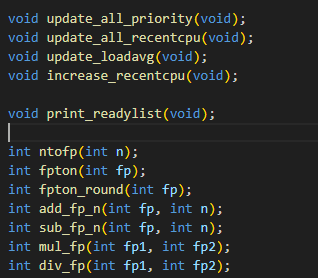 void update_all_priority(void);
void update_all_recentcpu(void);
void update_loadavg(void);
void increase_recentcpu(void);
void print_readylist(void);
int ntofp(int n);
int fpton(int fp);
int fpton_round(int fp);
int add_fp_n(int fp, int n);
int sub_fp_n(int fp, int n);
int mul_fp(int fp1, int fp2);
int div_fp(int fp1, int fp2);